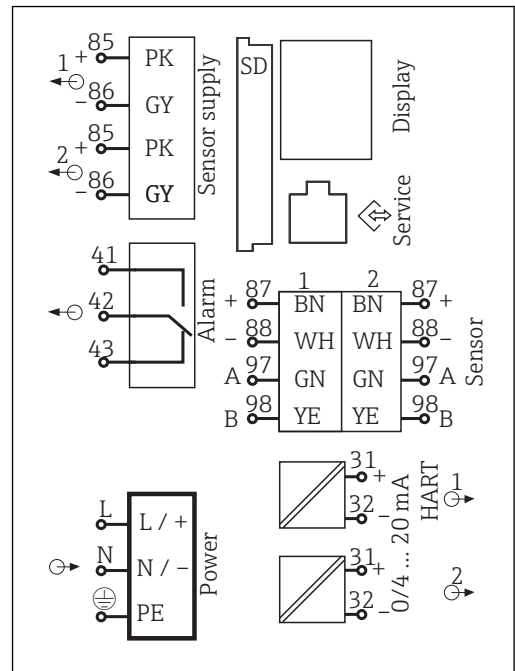 85
1 + PK
86
- GY
85
2 + PK
86
- GY
Sensor supply
SD
Display
Service
41
42
43
Alarm
1 2
87 BN BN 87
+ +
88 WH WH 88
- -
97 GN GN 97
A A
98 YE YE 98
B B
Sensor
L L / +
N N / -
PE
Power
31
+
32
-
31
+
32
-
0/4 ... 20 mA
HART
1
2